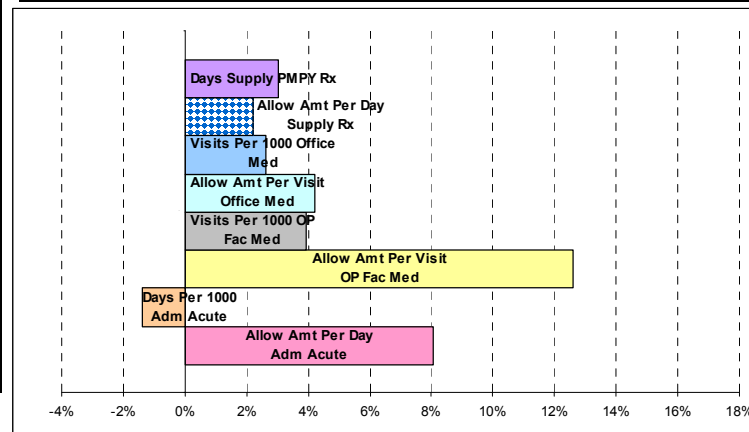 Days Supply PMPY Rx
Allow Amt Per Day
Supply Rx
Visits Per 1000 Office
Med
Allow Amt Per Visit
Office Med
Visits Per 1000 OP
Fac Med
Allow Amt Per Visit
OP Fac Med
Days Per 1000
Adm Acute
Allow Amt Per Day
Adm Acute
-4% -2% 0% 2% 4% 6% 8% 10% 12% 14% 16% 18%